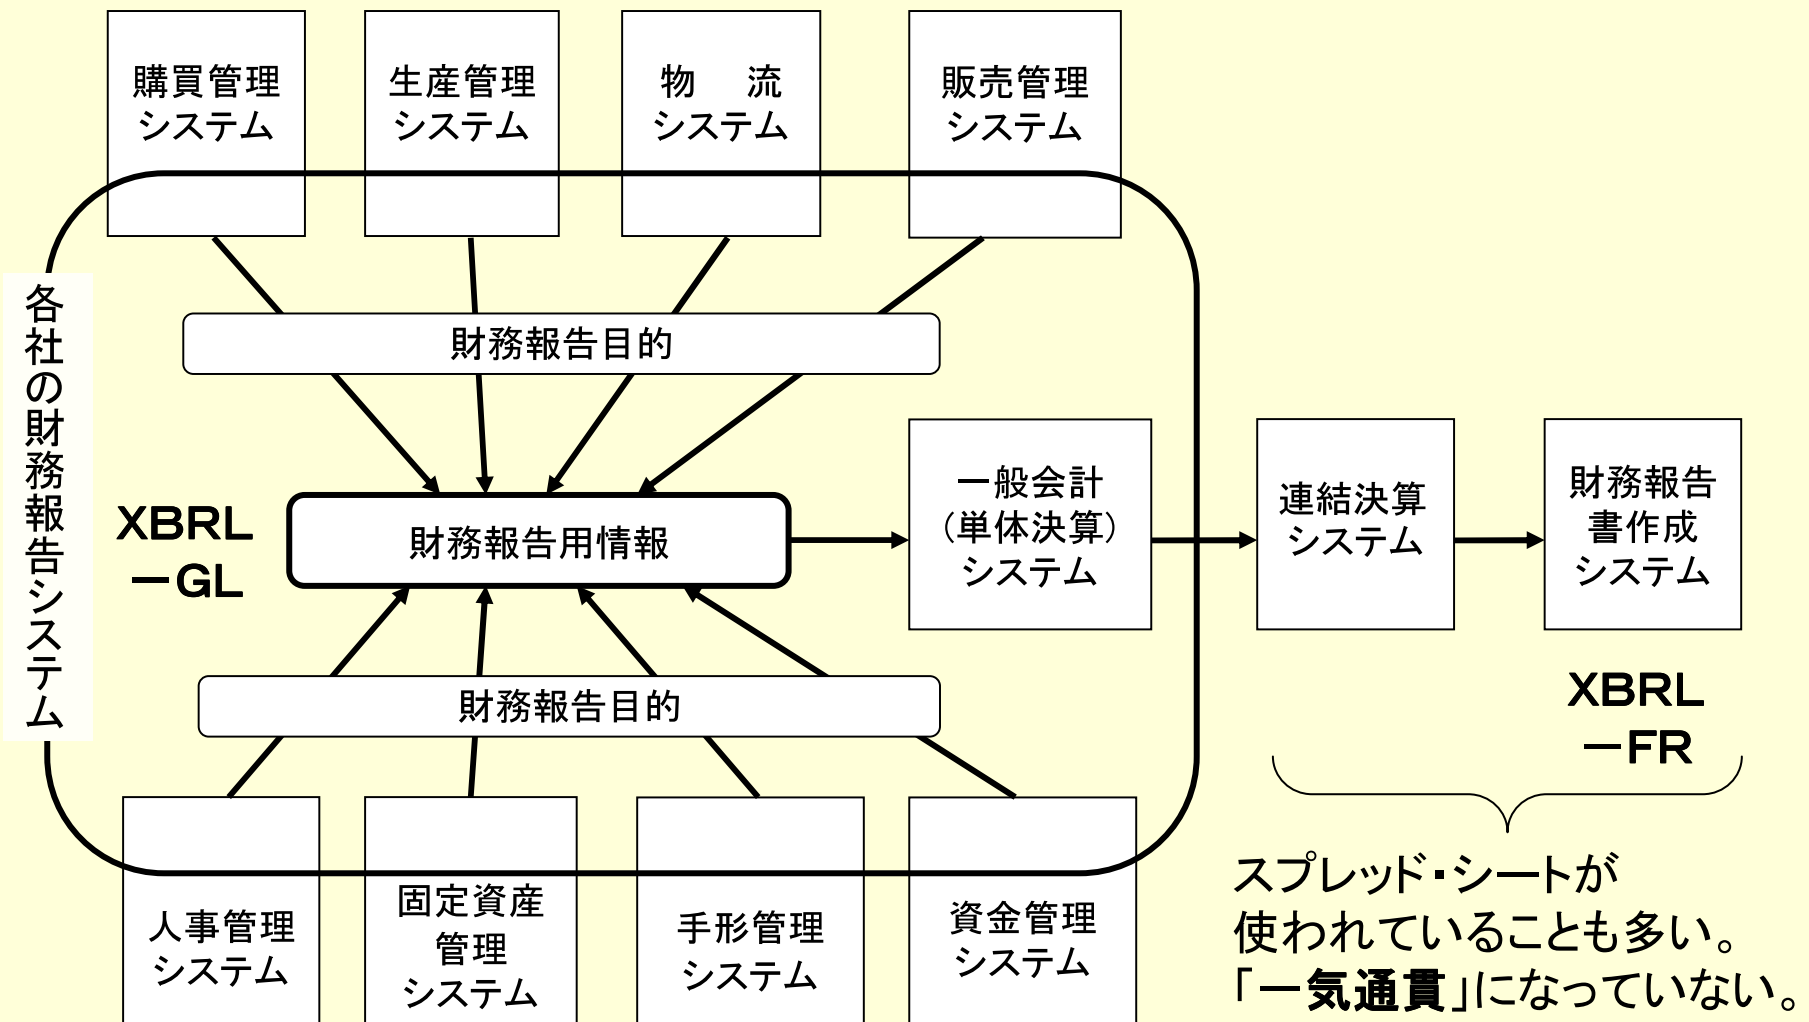 購買管理
システム
生産管理
システム
物　流
システム
販売管理
システム
各社の財務報告システム
財務報告目的
XBRL
－GL
財務報告用情報
一般会計
（単体決算）
システム
連結決算
システム
財務報告
書作成
システム
財務報告目的
XBRL
－FR
人事管理
システム
固定資産
管理
システム
手形管理
システム
資金管理
システム
スプレッド・シートが
使われていることも多い。
「一気通貫」になっていない。